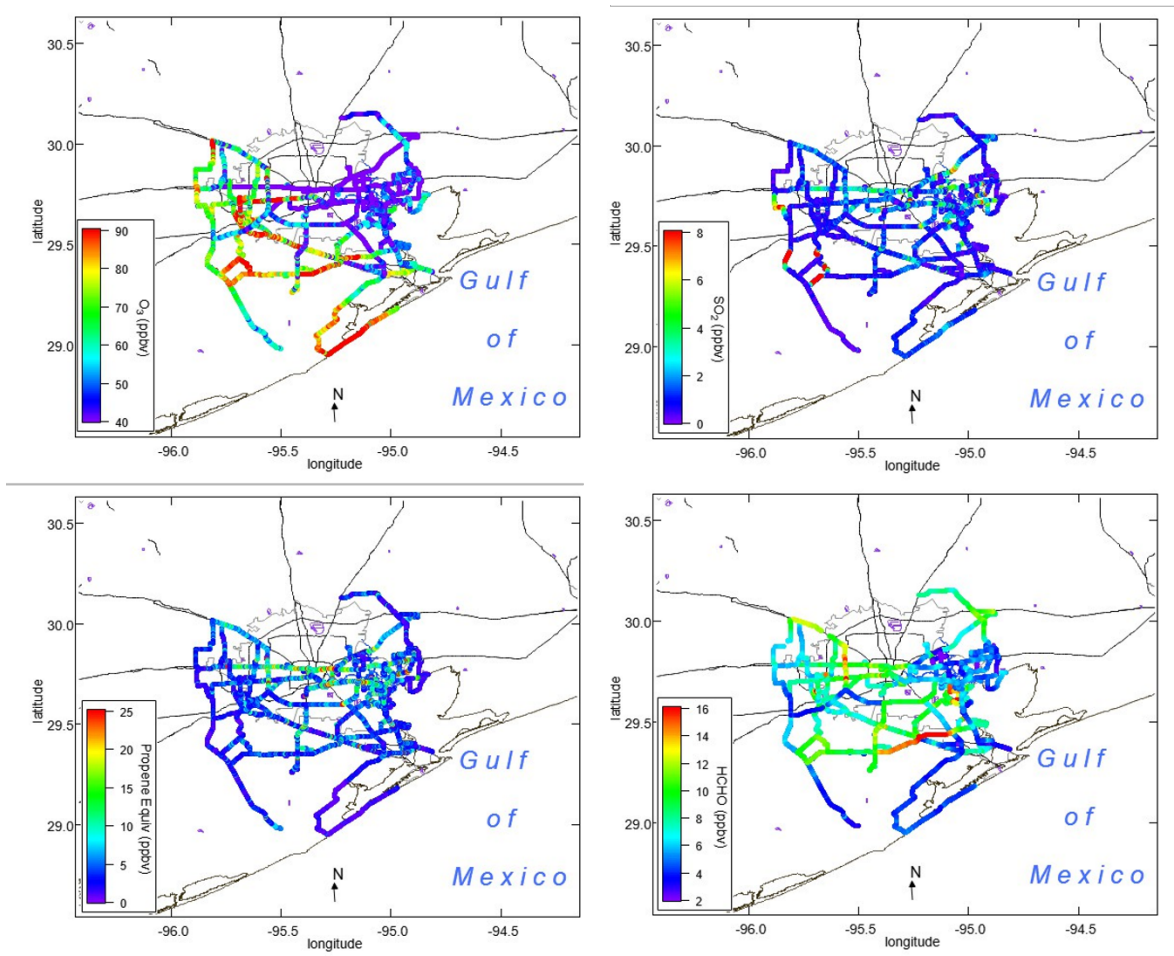 30.5
30.0
29.5
29.0
latitude
90
80
70
60
50
40
O3 (ppbv)
Gulf
of
Mexico
N
-96.0 -95.5 -95.0 -94.5
longitude
30.5
30.0
29.5
29.0
latitude
8
6
4
2
0
SO2 (ppbv)
Gulf
of
Mexico
N
-96.0 -95.5 -95.0 -94.5
longitude
30.5
30.0
29.5
29.0
latitude
25
20
15
10
5
0
Propene Equiv (ppbv)
Gulf
of
Mexico
N
-96.0 -95.5 -95.0 -94.5
longitude
30.5
30.0
29.5
29.0
latitude
16
14
12
10
8
6
4
2
HCHO (ppbv)
Gulf
of
Mexico
N
-96.0 -95.5 -95.0 -94.5
longitude